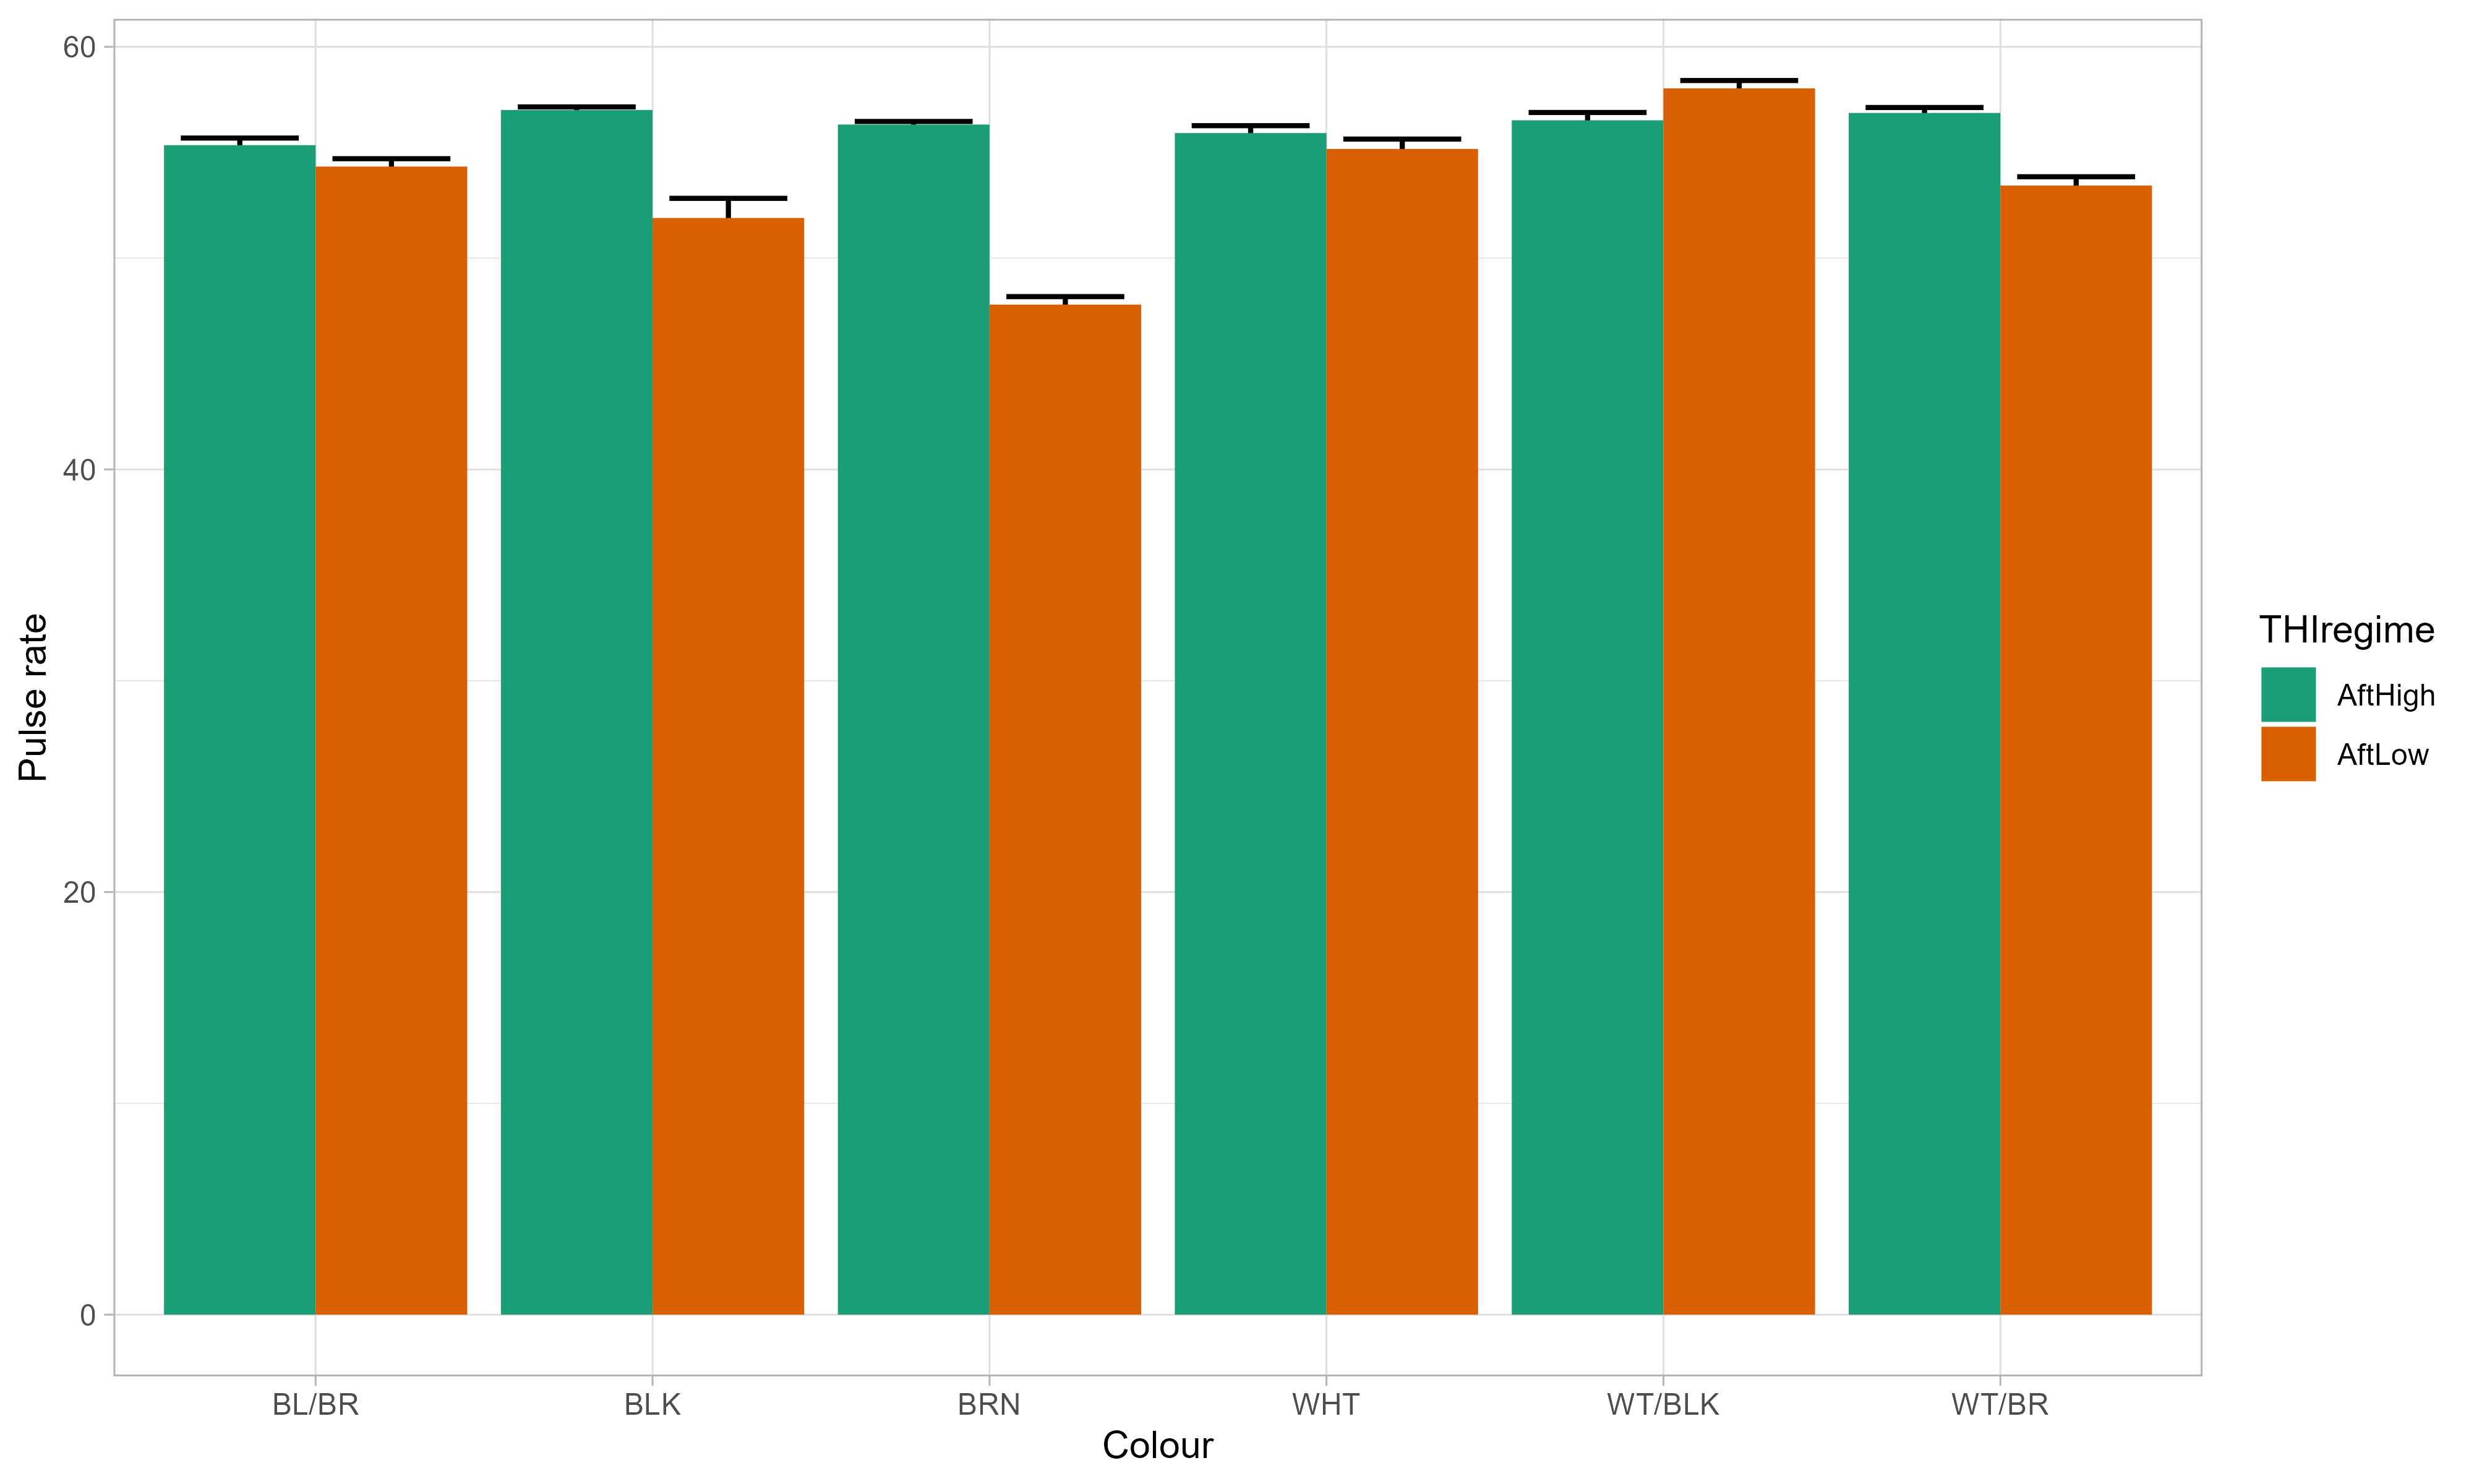 60
40
20
0
Pulse rate
BL/BR
BLK
BRN
WHT
WT/BLK
WT/BR
Colour
THIregime
AftHigh
AftLow